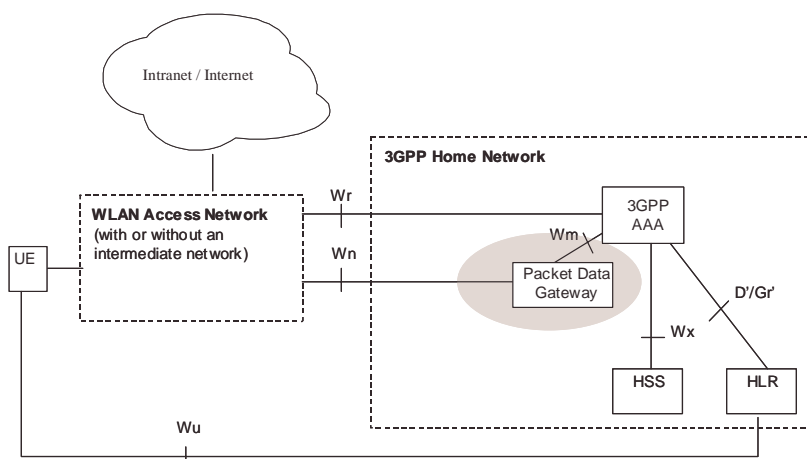 Intranet / Internet
3GPP Home Network
WLAN Access Network
(with or without an
intermediate network)
Wr
3GPP
AAA
Wm
UE
Wn
Packet Data
Gateway
D'/Gr'
Wx
HSS
HLR
Wu